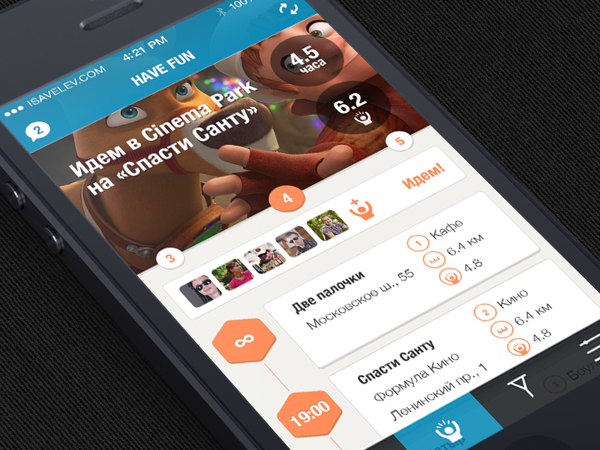 ISAVELEV.COM
4:21 PM
100%
2
HAVE FUN
4.5
часа
6.2
Идем в Cinema Park
на «Спасти Санту»
3
4
5
Идем!
Две палочки
Московское ш., 55
1 Кафе
6.4 км
4,8
∞
Спасти Санту
Формула Кино
Ленинский пр., 1
2 Кино
6.4 км
4,8
19:00
3